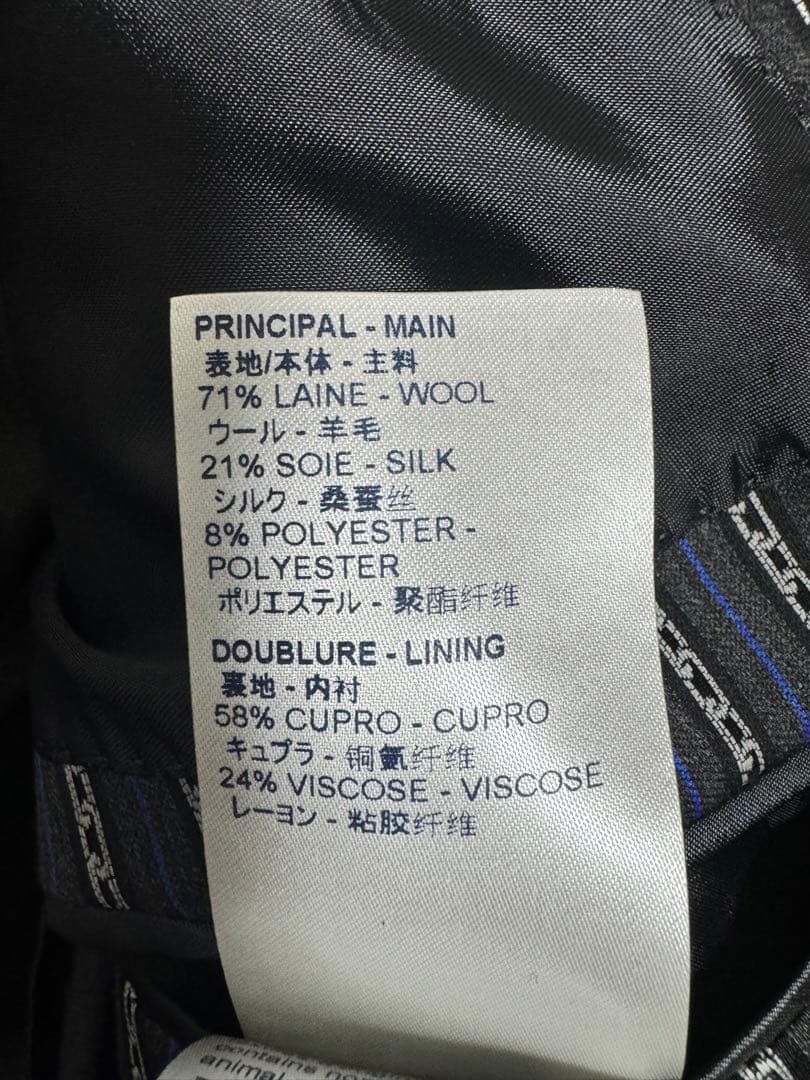 PRINCIPAL - MAIN
表地/本体 - 主料
71% LAINE - WOOL
ウール - 羊毛
21% SOIE - SILK
シルク - 桑蚕丝
8% POLYESTER -
POLYESTER
ポリエステル - 聚酯纤维
DOUBLURE - LINING
裏地 - 内衬
58% CUPRO - CUPRO
キュプラ - 铜氨纤维
24% VISCOSE - VISCOSE
レーヨン - 粘胶纤维
contains
animal